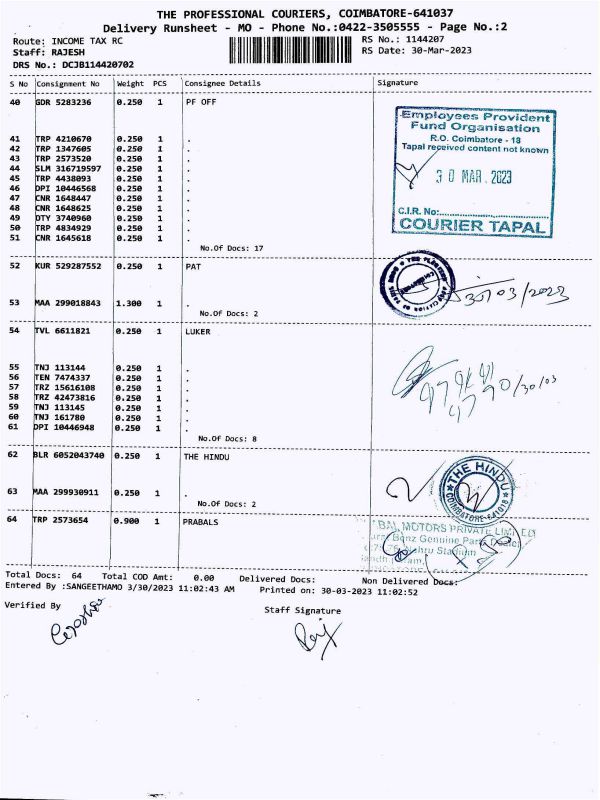 THE PROFESSIONAL COURIERS, COIMBATORE-641037
Delivery Runsheet - MO - Phone No.:0422-3505555 - Page No.:2
Route: INCOME TAX RC RS No.: 1144207
Staff: RAJESH RS Date: 30-Mar-2023
DRS No.: DCJB114420702
S No Consignment No Weight PCS Consignee Details Signature
40 GDR 5283236 0.250 1 PF OFF
Employees Provident
Fund Organisation
R.O. Coimbatore - 18
Tapal received content not known
30 MAR. 2023
C.I.R. No:
COURIER TAPAL
41 TRP 4210670 0.250 1 .
42 TRP 1347605 0.250 1 .
43 TRP 2573520 0.250 1 .
44 SLM 316719597 0.250 1 .
45 TRP 4438093 0.250 1 .
46 DPI 10446568 0.250 1 .
47 CNR 1648447 0.250 1 .
48 CNR 1648625 0.250 1 .
49 DTY 3740960 0.250 1 .
50 TRP 4834929 0.250 1 .
51 CNR 1645618 0.250 1 .
No.Of Docs: 17
52 KUR 529287552 0.250 1 PAT
30/03/2023
53 MAA 299018843 1.300 1 .
No.Of Docs: 2
54 TVL 6611821 0.250 1 LUKER
30/03
55 TNJ 113144 0.250 1 .
56 TEN 7474337 0.250 1 .
57 TRZ 15616108 0.250 1 .
58 TRZ 42473816 0.250 1 .
59 TNJ 113145 0.250 1 .
60 TNJ 161780 0.250 1 .
61 DPI 10446948 0.250 1 .
No.Of Docs: 8
62 BLR 6052043740 0.250 1 THE HINDU
THE HINDU
COIMBATORE-641018
63 MAA 299930911 0.250 1 .
No.Of Docs: 2
64 TRP 2573654 0.900 1 PRABALS
BAL MOTORS PRIVATE LIMITED
Benz Genuine Parts Dealer
Nehru Stadium
Total Docs: 64 Total COD Amt: 0.00 Delivered Docs: Non Delivered Docs:
Entered By :SANGEETHAMO 3/30/2023 11:02:43 AM Printed on: 30-03-2023 11:02:52
Verified By Staff Signature